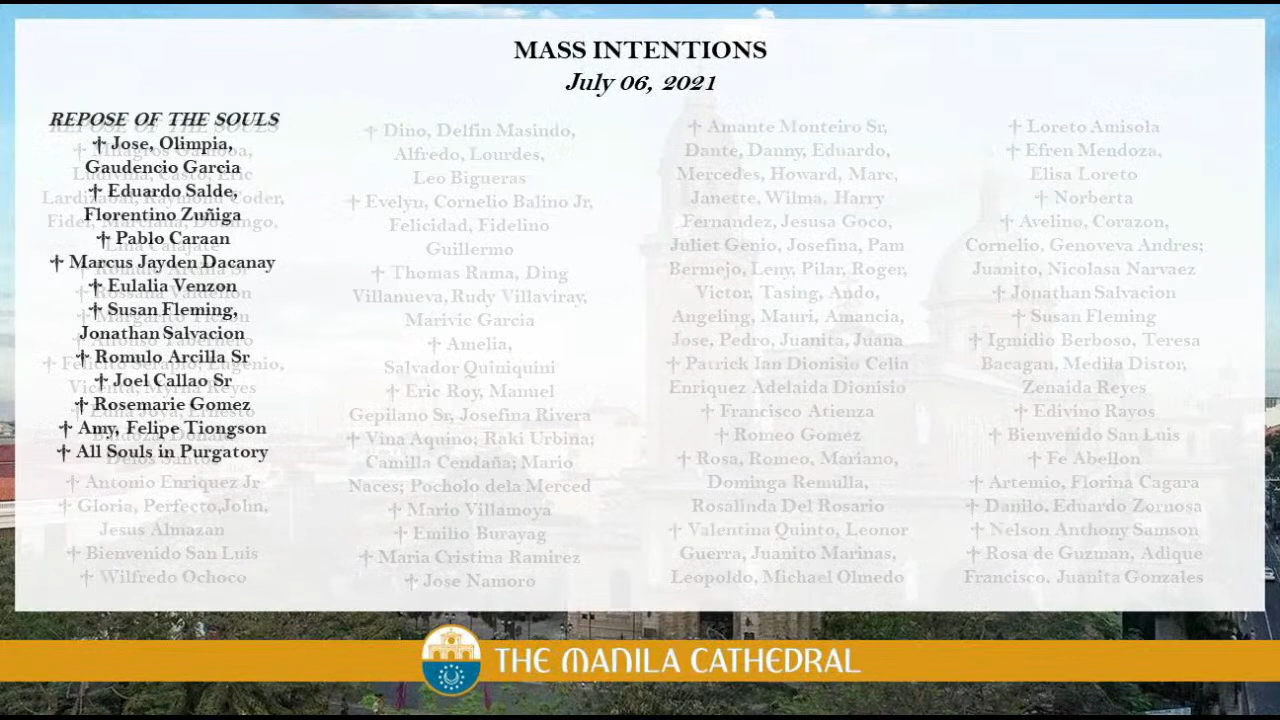 MASS INTENTIONS
July 06, 2021
REPOSE OF THE SOULS
✝ Jose, Olimpia,
Gaudencio Garcia
✝ Eduardo Salde,
Florentino Zuñiga
✝ Pablo Caraan
✝ Marcus Jayden Dacanay
✝ Eulalia Venzon
✝ Susan Fleming,
Jonathan Salvacion
✝ Romulo Arcilla Sr
✝ Joel Callao Sr
✝ Rosemarie Gomez
✝ Amy, Felipe Tiongson
✝ All Souls in Purgatory
✝ Antonio Enriquez Jr
✝ Gloria, Perfecto,John,
Jesus Almazan
✝ Bienvenido San Luis
✝ Wilfredo Ochoco
✝ Dino, Delfin Masindo,
Alfredo, Lourdes,
Leo Bigueras
✝ Evelyn, Cornelio Balino Jr,
Felicidad, Fidelino
Guillermo
✝ Thomas Rama, Ding
Villanueva, Rudy Villaviray,
Marivic Garcia
✝ Amelia,
Salvador Quiniquini
✝ Eric Roy, Manuel
Gepilano Sr, Josefina Rivera
✝ Vina Aquino; Raki Urbina;
Camilla Cendaña; Mario
Naces; Pocholo dela Merced
✝ Mario Villamoya
✝ Emilio Burayag
✝ Maria Cristina Ramirez
✝ Jose Namoro
✝ Amante Monteiro Sr,
Dante, Danny, Eduardo,
Mercedes, Howard, Marc,
Janette, Wilma, Harry
Fernandez, Jesusa Goco,
Juliet Genio, Josefina, Pam
Bermejo, Leny, Pilar, Roger,
Victor, Tasing, Ando,
Angeling, Mauri, Amancia,
Jose, Pedro, Juanita, Juana
✝ Patrick Ian Dionisio Celia
Enriquez Adelaida Dionisio
✝ Francisco Atienza
✝ Romeo Gomez
✝ Rosa, Romeo, Mariano,
Dominga Remulla,
Rosalinda Del Rosario
✝ Valentina Quinto, Leonor
Guerra, Juanito Marinas,
Leopoldo, Michael Olmedo
✝ Loreto Amisola
✝ Efren Mendoza,
Elisa Loreto
✝ Norberta
✝ Avelino, Corazon,
Cornelio, Genoveva Andres;
Juanito, Nicolasa Narvaez
✝ Jonathan Salvacion
✝ Susan Fleming
✝ Igmidio Berboso, Teresa
Bacagan, Medila Distor,
Zenaida Reyes
✝ Edivino Rayos
✝ Bienvenido San Luis
✝ Fe Abellon
✝ Artemio, Florina Cagara
✝ Danilo, Eduardo Zornosa
✝ Nelson Anthony Samson
✝ Rosa de Guzman, Adique
Francisco, Juanita Gonzales
THE MANILA CATHEDRAL